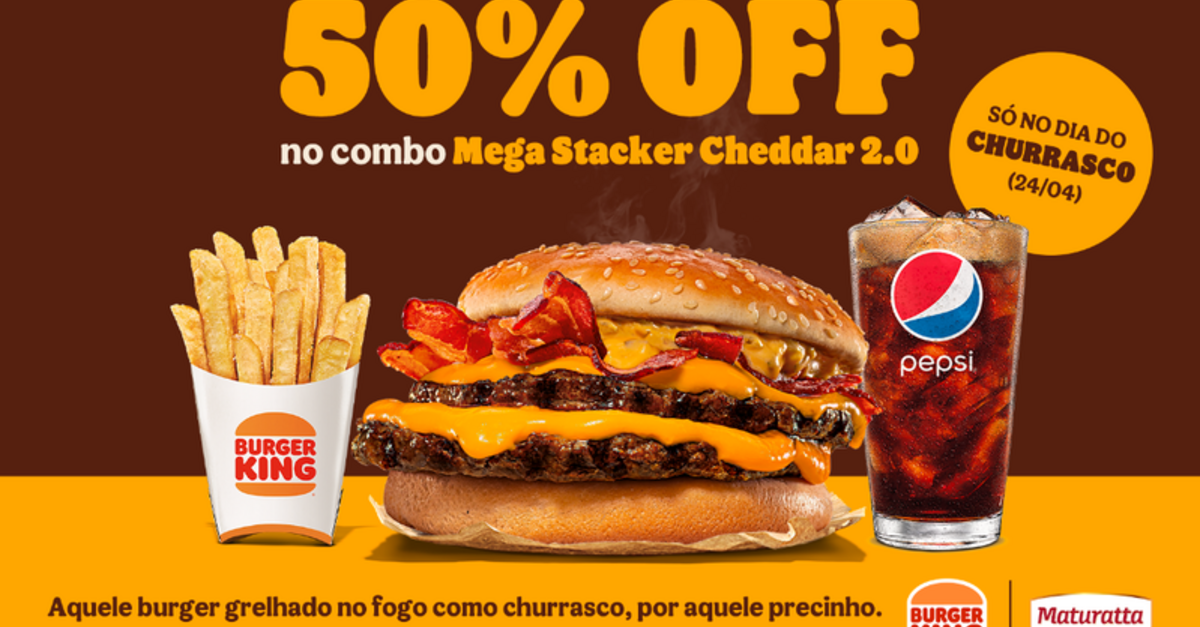 50% OFF
no combo Mega Stacker Cheddar 2.0
SÓ NO DIA DO
CHURRASCO
(24/04)
BURGER
KING
pepsi
Aquele burger grelhado no fogo como churrasco, por aquele precinho.
BURGER
KING
Maturatta